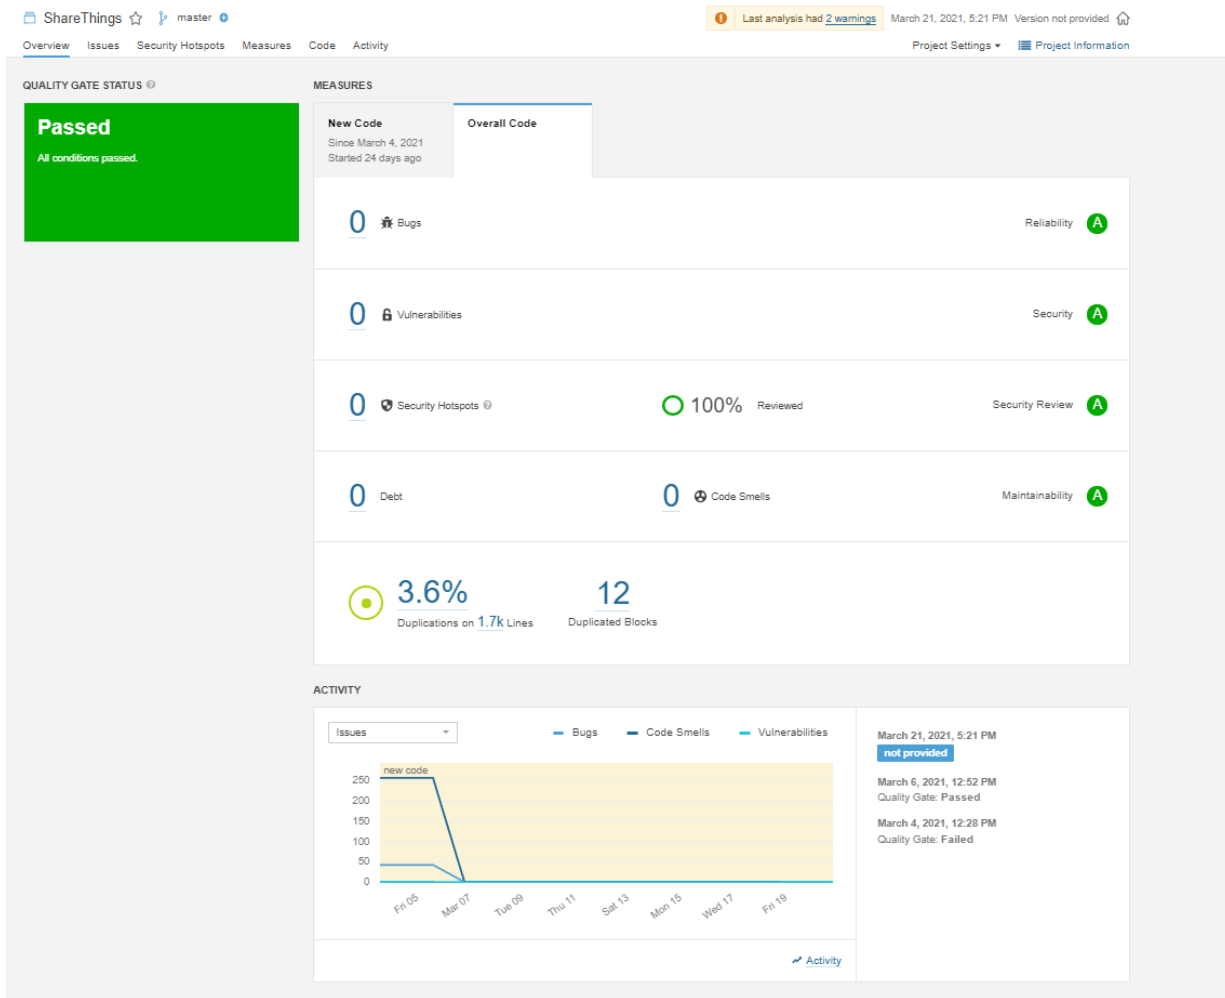 ShareThings master
Last analysis had 2 warnings March 21, 2021, 5:21 PM Version not provided
Overview Issues Security Hotspots Measures Code Activity
Project Settings Project Information
QUALITY GATE STATUS
Passed
All conditions passed.
MEASURES
New Code
Since March 4, 2021
Started 24 days ago
Overall Code
0 Bugs Reliability A
0 Vulnerabilities Security A
0 Security Hotspots 100% Reviewed Security Review A
0 Debt 0 Code Smells Maintainability A
3.6% 12
Duplications on 1.7k Lines Duplicated Blocks
ACTIVITY
Issues Bugs Code Smells Vulnerabilities
new code
250
200
150
100
50
0
Fri 05 Mar 07 Tue 09 Thu 11 Sat 13 Mon 15 Wed 17 Fri 19
Activity
March 21, 2021, 5:21 PM
not provided
March 6, 2021, 12:52 PM
Quality Gate: Passed
March 4, 2021, 12:28 PM
Quality Gate: Failed